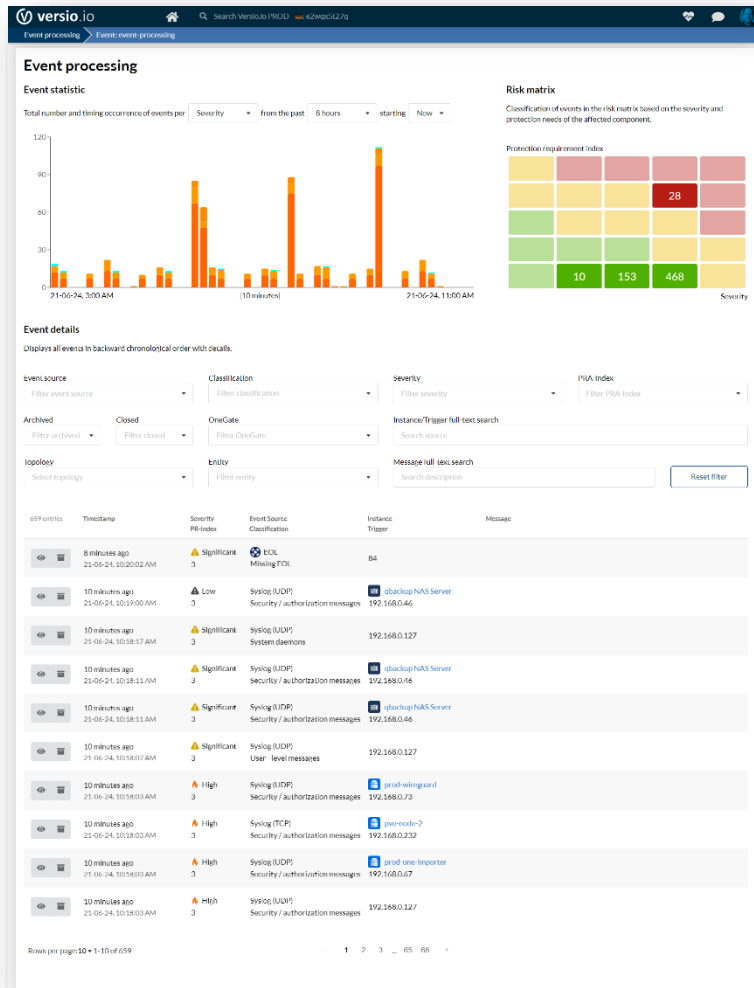 versio.io
Search Versio.io PROD
Event processing
Event: event-processing
Event processing
Event statistic
Total number and timing occurrence of events per Severity from the past 8 hours starting Now
120
90
60
30
0
21-06-24, 3:00 AM
[10 minutes]
21-06-24, 11:00 AM
Risk matrix
Classification of events in the risk matrix based on the severity and
protection needs of the affected component.
Protection requirement index
28
10 153 468
Severity
Event details
Displays all events in backward chronological order with details.
Event source Classification Severity PRA-Index
Filter event source Filter classification Filter severity Filter PRA-Index
Archived Closed OneGate Instance/Trigger full-text search
Filter archived Filter closed Filter OneGate Search source
Topology Entity Message full-text search
Select topology Filter entity Search description Reset filter
659 entries Timestamp Severity Event Source Instance Message
PR-Index Classification Trigger
8 minutes ago Significant EOL
21-06-24, 10:20:02 AM 3 Missing EOL
84
10 minutes ago Low Syslog (UDP) qbackup NAS Server
21-06-24, 10:19:00 AM 3 Security / authorization messages 192.168.0.46
10 minutes ago Significant Syslog (UDP)
21-06-24, 10:18:17 AM 3 System daemons
192.168.0.127
10 minutes ago Significant Syslog (UDP) qbackup NAS Server
21-06-24, 10:18:11 AM 3 Security / authorization messages 192.168.0.46
10 minutes ago Significant Syslog (UDP) qbackup NAS Server
21-06-24, 10:18:11 AM 3 Security / authorization messages 192.168.0.46
10 minutes ago Significant Syslog (UDP)
21-06-24, 10:18:07 AM 3 User - level messages
192.168.0.127
10 minutes ago High Syslog (UDP) prod-wireguard
21-06-24, 10:18:03 AM 3 Security / authorization messages 192.168.0.73
10 minutes ago High Syslog (TCP) pve-node-2
21-06-24, 10:18:03 AM 3 Security / authorization messages 192.168.0.232
10 minutes ago High Syslog (UDP) prod-one-importer
21-06-24, 10:18:03 AM 3 Security / authorization messages 192.168.0.67
10 minutes ago High Syslog (UDP)
21-06-24, 10:18:03 AM 3 Security / authorization messages
192.168.0.127
Rows per page: 10 1-10 of 659
1 2 3 ... 65 66